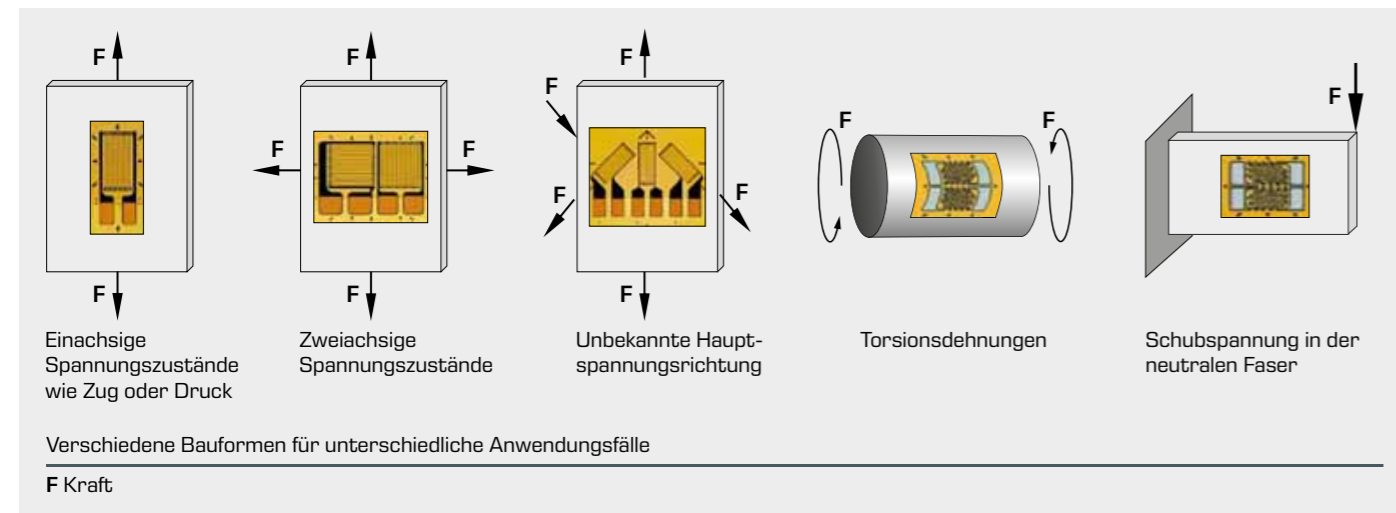 F
F
F
F
F
F
F
F
F
F
F
F
F
F
Einachsige
Spannungszustände
wie Zug oder Druck
Zweiachsige
Spannungszustände
Unbekannte Haupt-
spannungsrichtung
Torsionsdehnungen
Schubspannung in der
neutralen Faser
Verschiedene Bauformen für unterschiedliche Anwendungsfälle
F Kraft